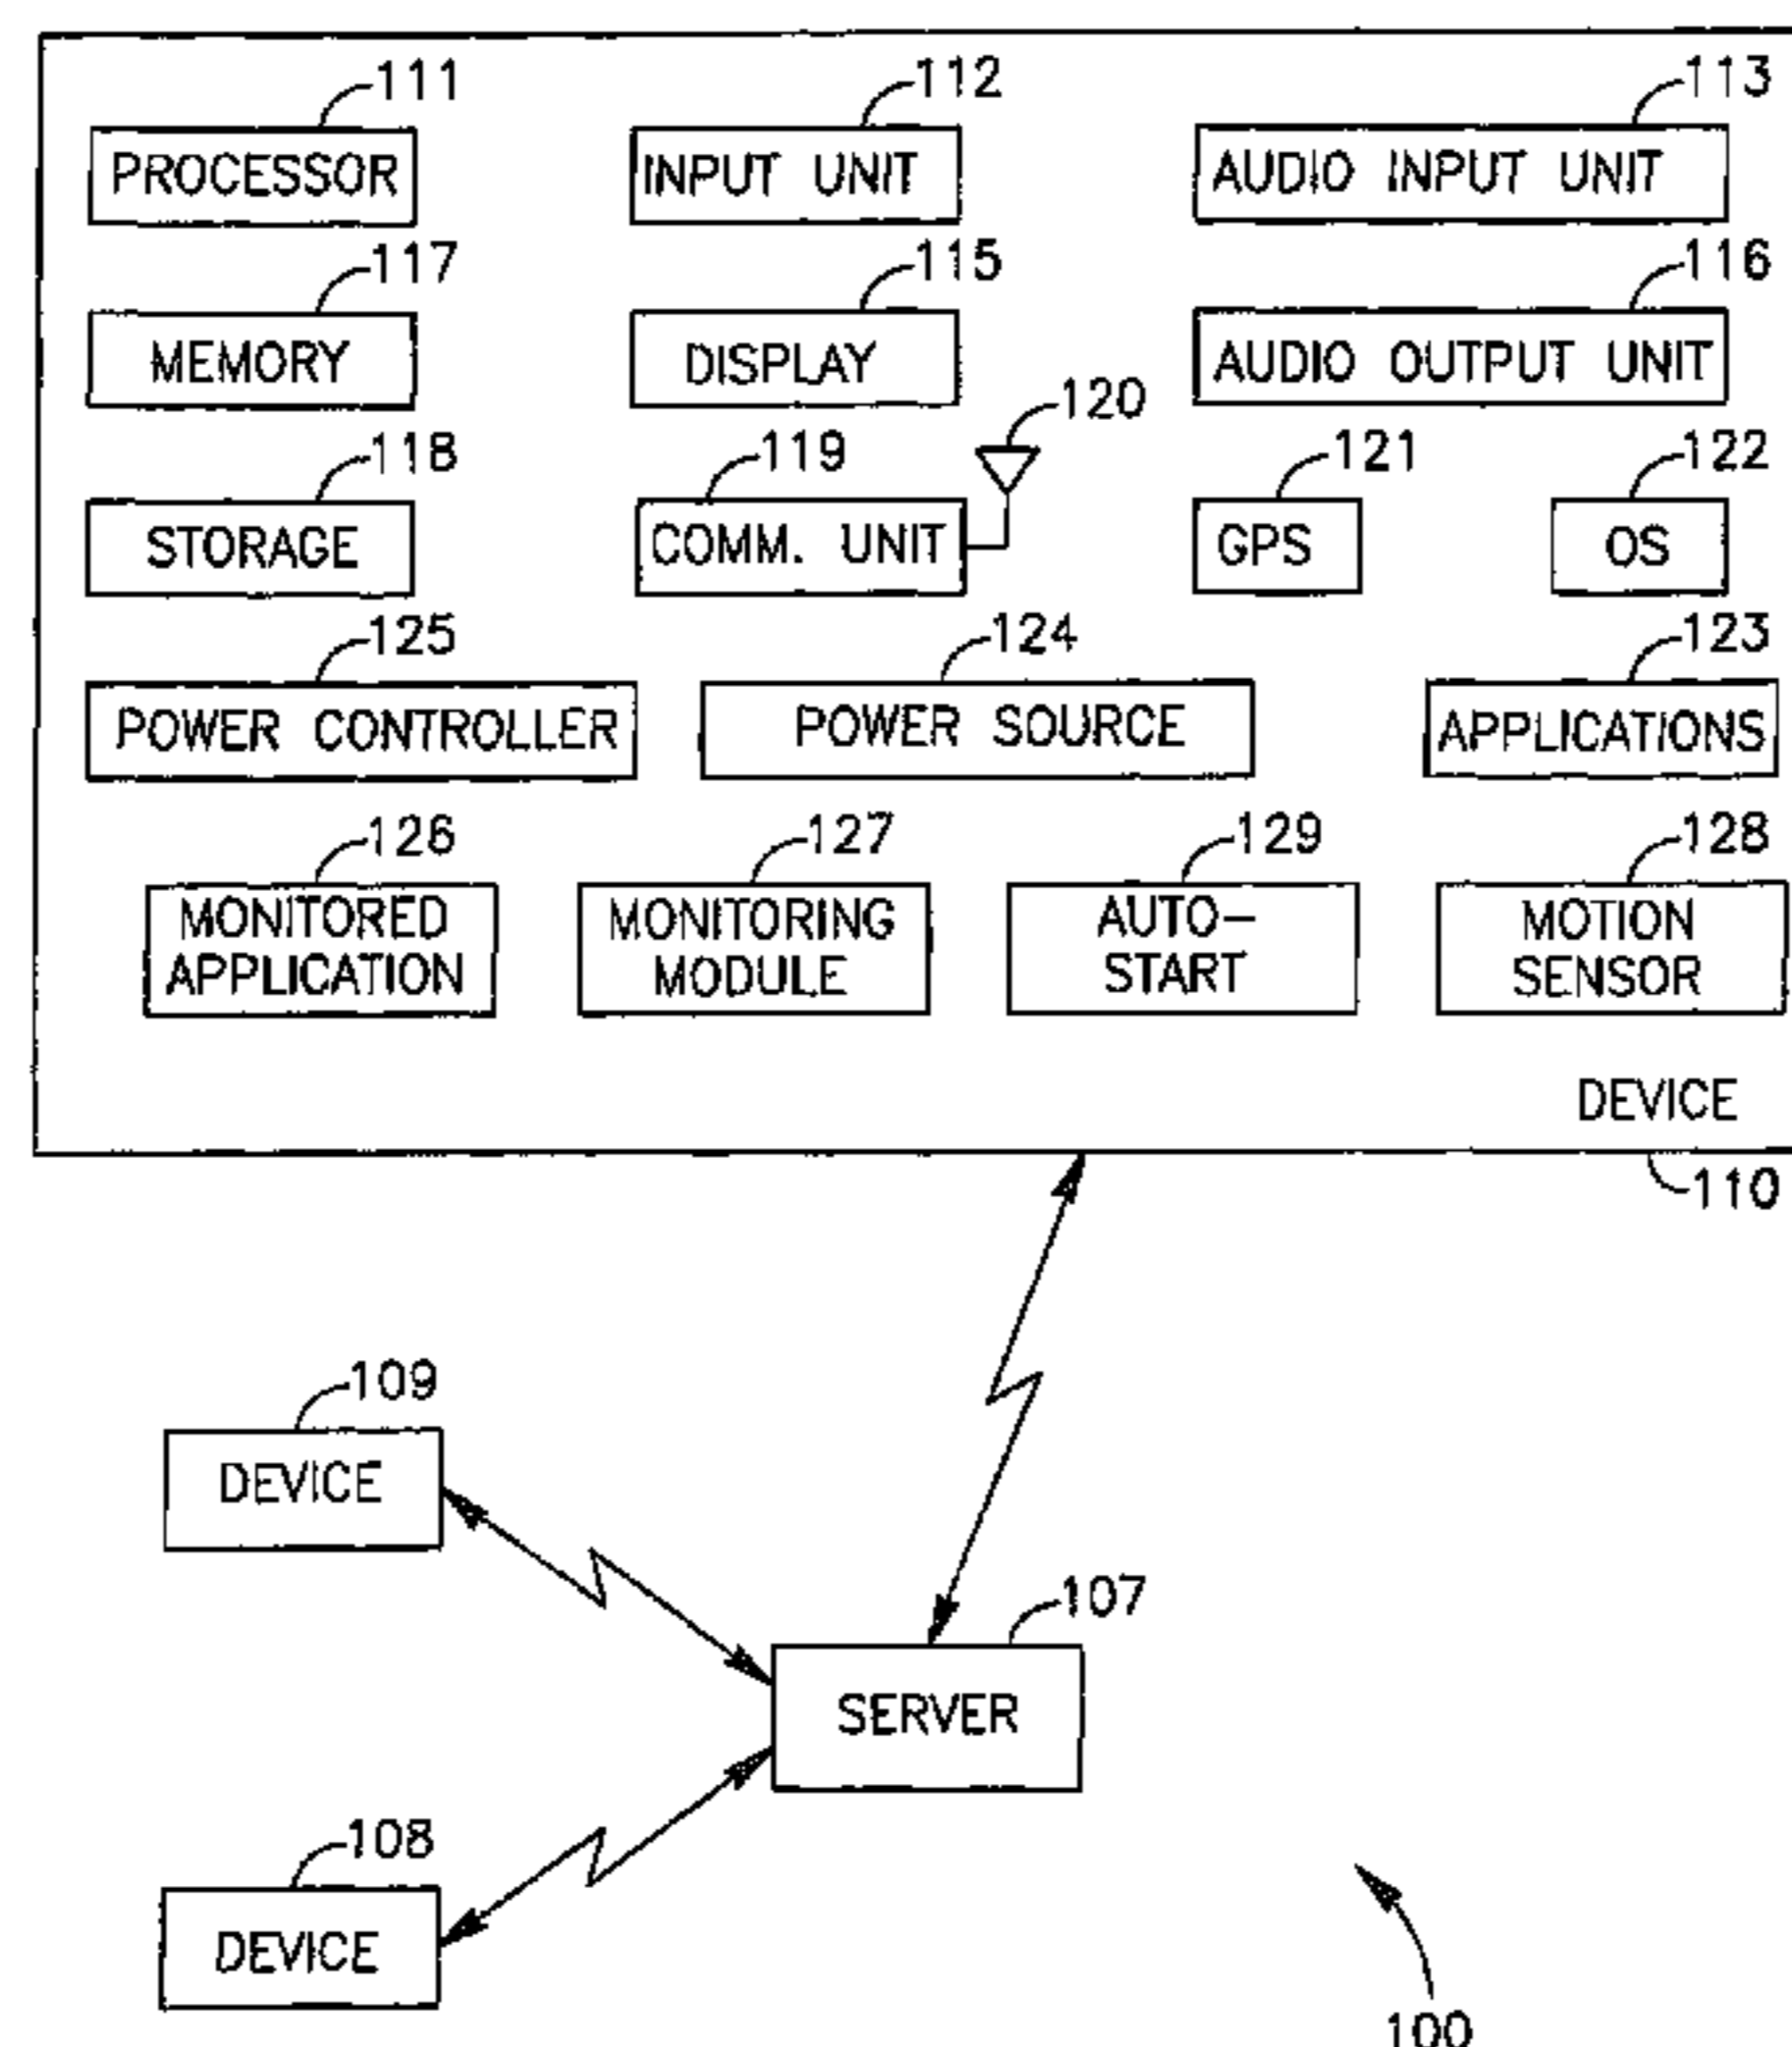 111
112
113
PROCESSOR
INPUT UNIT
AUDIO INPUT UNIT
117
115
116
MEMORY
DISPLAY
AUDIO OUTPUT UNIT
120
118
119
121
122
STORAGE
COMM. UNIT
GPS
OS
125
124
123
POWER CONTROLLER
POWER SOURCE
APPLICATIONS
126
127
129
128
MONITORED
APPLICATION
MONITORING
MODULE
AUTO-
START
MOTION
SENSOR
DEVICE
110
109
DEVICE
107
SERVER
108
DEVICE
100